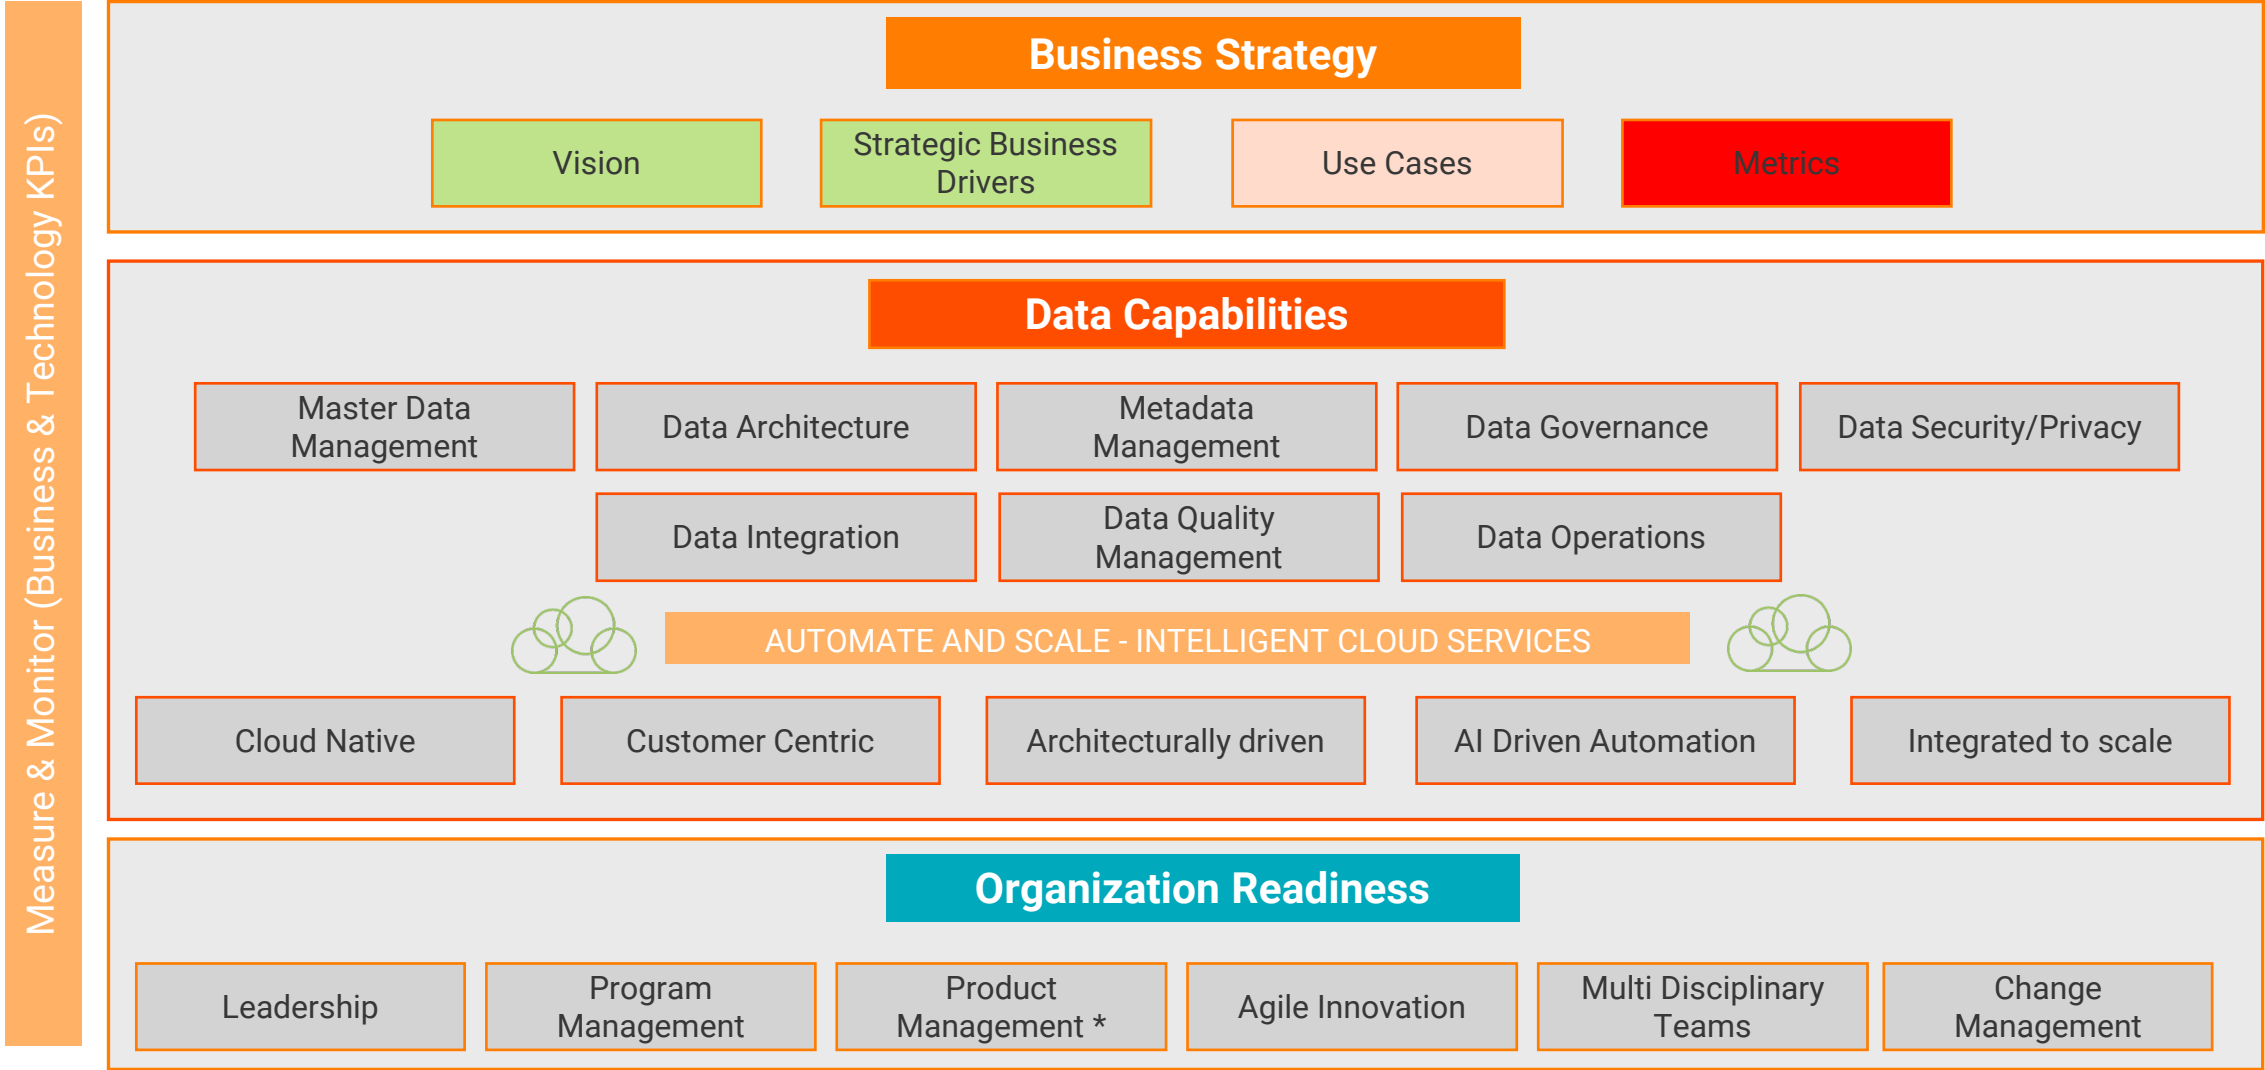 Measure & Monitor (Business & Technology KPIs)
Business Strategy
Vision
Strategic Business
Drivers
Use Cases
Metrics
Data Capabilities
Master Data
Management
Data Architecture
Metadata
Management
Data Governance
Data Security/Privacy
Data Integration
Data Quality
Management
Data Operations
AUTOMATE AND SCALE - INTELLIGENT CLOUD SERVICES
Cloud Native
Customer Centric
Architecturally driven
AI Driven Automation
Integrated to scale
Organization Readiness
Leadership
Program
Management
Product
Management *
Agile Innovation
Multi Disciplinary
Teams
Change
Management